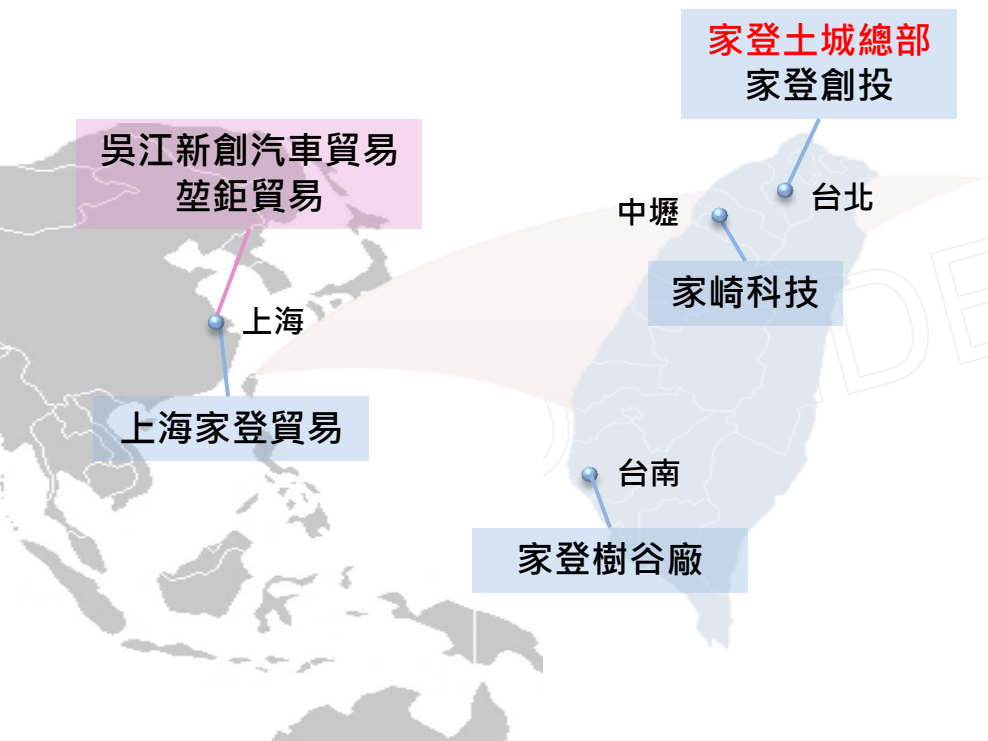 家登土城總部
家登創投
吳江新創汽車貿易
堃鉅貿易
台北
中壢
家崎科技
上海
上海家登貿易
台南
家登樹谷廠